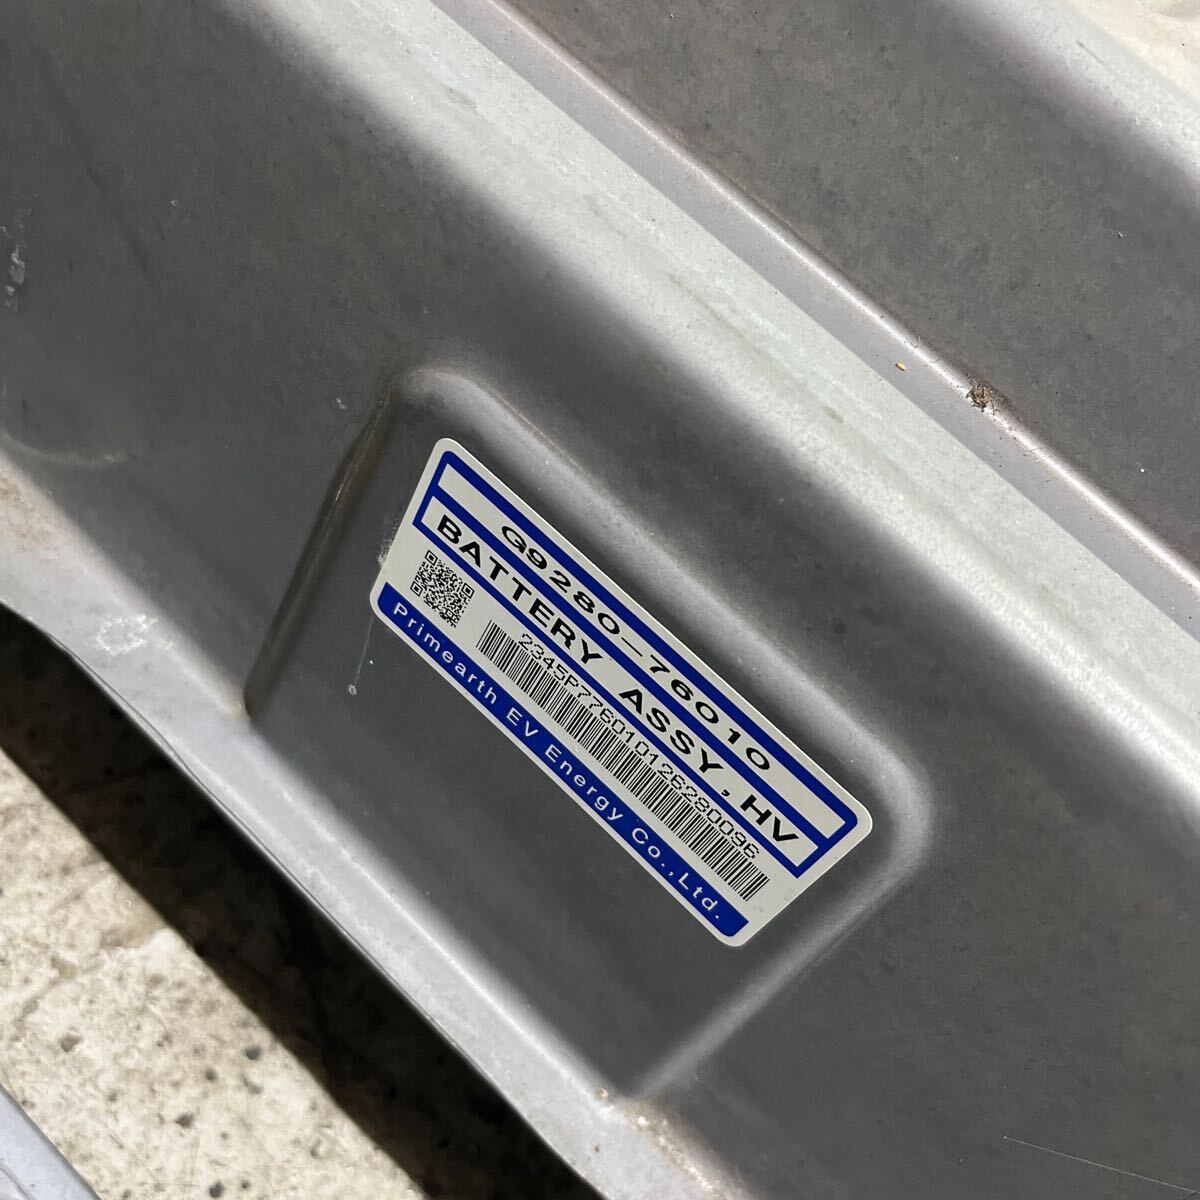 G9280-76010
BATTERY ASSY,HV
2345P776010126280096
Primearth EV Energy Co.,Ltd.